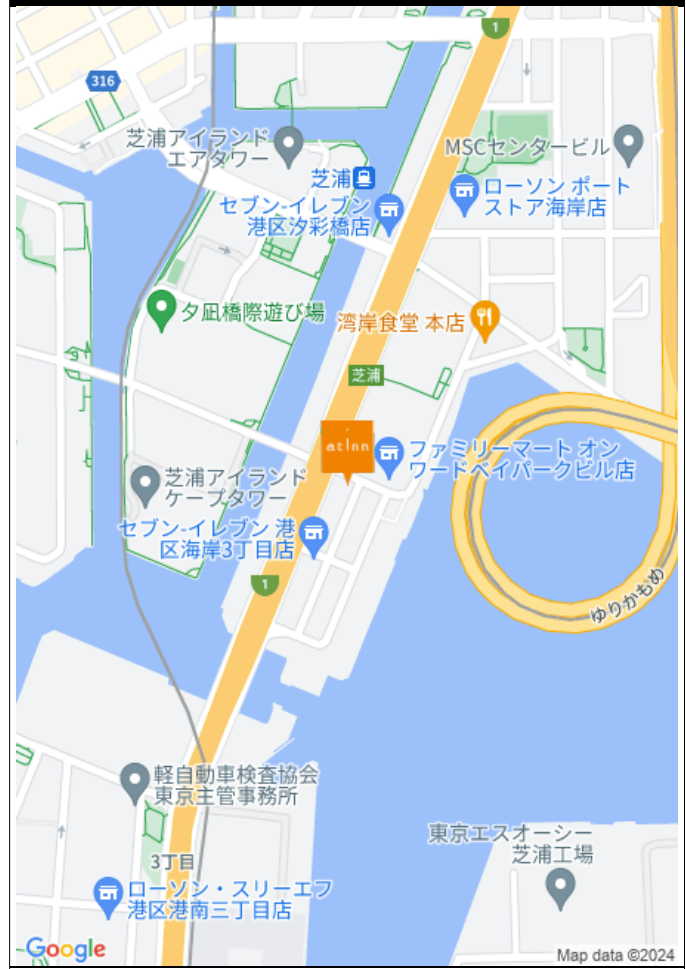 1
316
芝浦アイランド
エアタワー
MSCセンタービル
芝浦
ローソン ポート
ストア海岸店
セブン-イレブン
港区汐彩橋店
夕凪橋際遊び場
湾岸食堂 本店
芝浦
at inn
ファミリーマート オン
ワードベイパークビル店
芝浦アイランド
ケープタワー
セブン-イレブン 港
区海岸3丁目店
1
ゆりかもめ
軽自動車検査協会
東京主管事務所
東京エスオーシー
芝浦工場
3丁目
ローソン・スリーエフ
港区港南三丁目店
Google
Map data ©2024